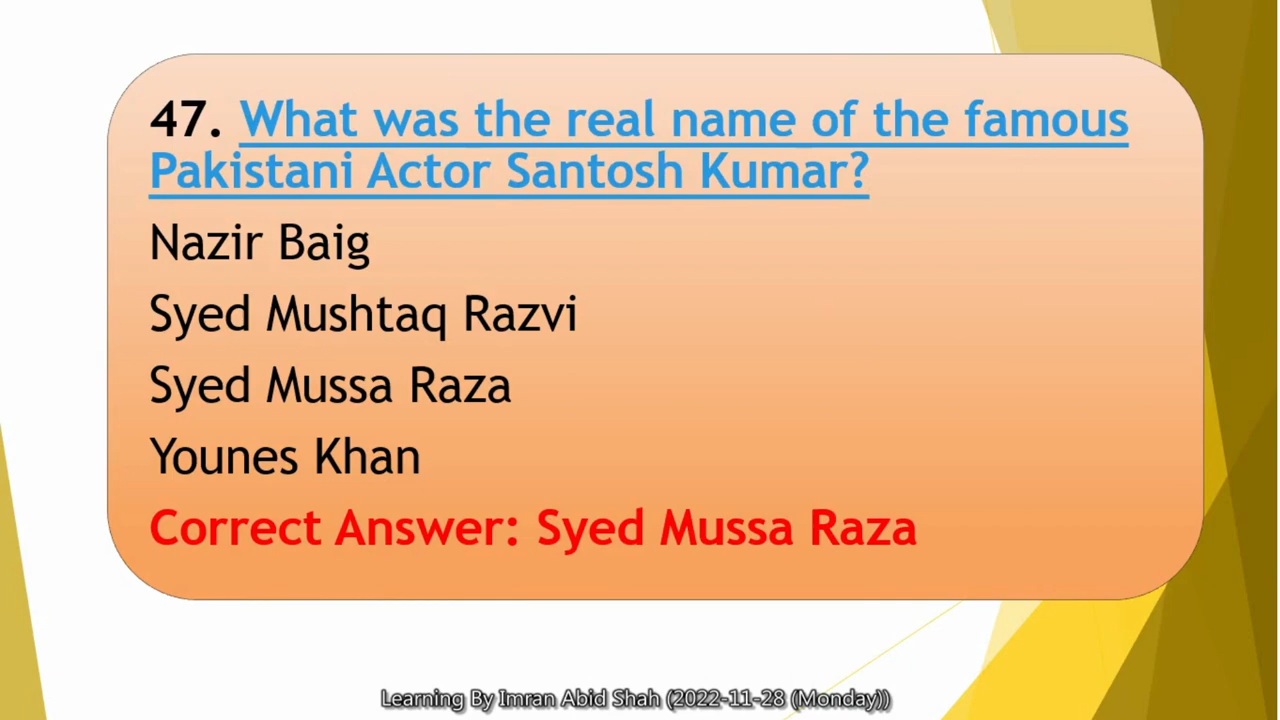 47. What was the real name of the famous
Pakistani Actor Santosh Kumar?
Nazir Baig
Syed Mushtaq Razvi
Syed Mussa Raza
Younes Khan
Correct Answer: Syed Mussa Raza
Learning By Imran Abid Shah (2022-11-28 (Monday))